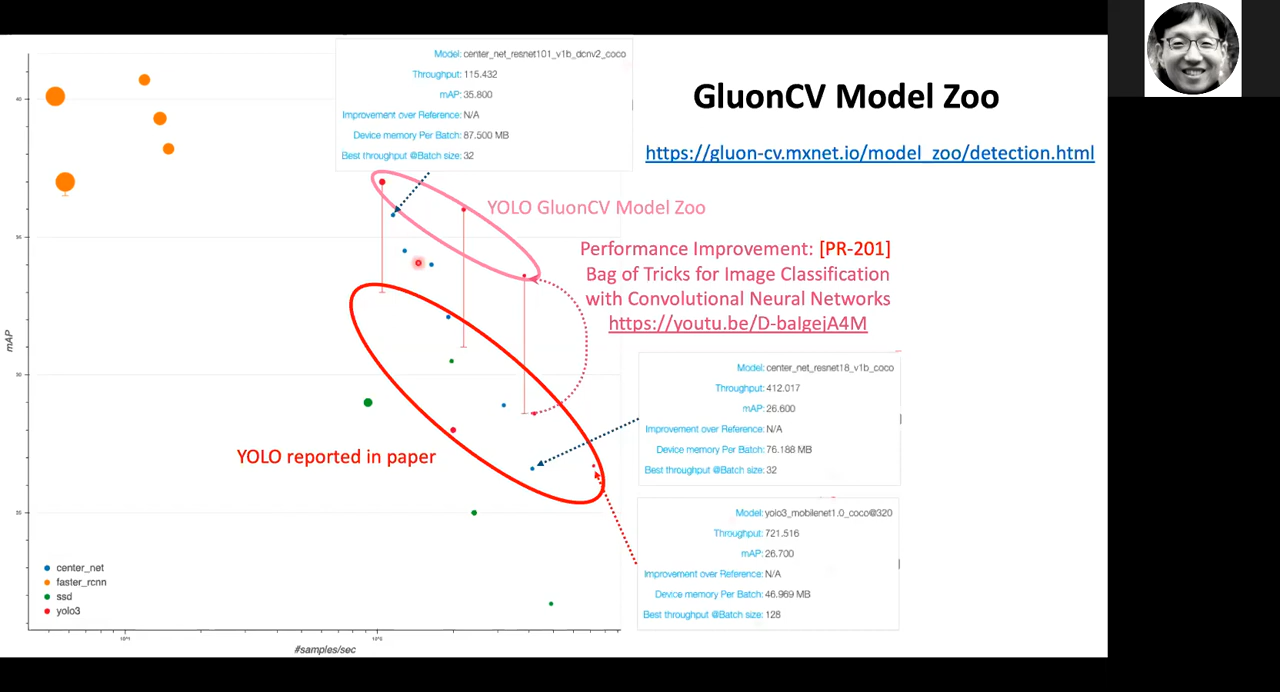 GluonCV Model Zoo
https://gluon-cv.mxnet.io/model_zoo/detection.html
Model: center_net_resnet101_v1b_dcnv2_coco
Throughput: 115.432
mAP: 35.800
Improvement over Reference: N/A
Device memory Per Batch: 87.500 MB
Best throughput @Batch size: 32
40
YOLO GluonCV Model Zoo
Performance Improvement: [PR-201]
Bag of Tricks for Image Classification
with Convolutional Neural Networks
https://youtu.be/D-baIgejA4M
mAP
30
Model: center_net_resnet18_v1b_coco
Throughput: 412.017
mAP: 26.600
Improvement over Reference: N/A
Device memory Per Batch: 76.188 MB
Best throughput @Batch size: 32
YOLO reported in paper
Model: yolo3_mobilenet1.0_coco@320
Throughput: 721.516
mAP: 26.700
Improvement over Reference: N/A
Device memory Per Batch: 46.969 MB
Best throughput @Batch size: 128
center_net
faster_rcnn
ssd
yolo3
#samples/sec